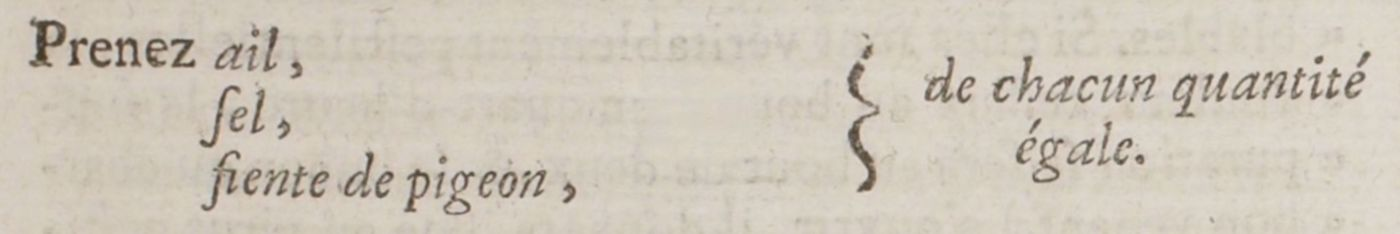 Prenez ail,
ſel,
fiente de pigeon,
de chacun quantité
égale.